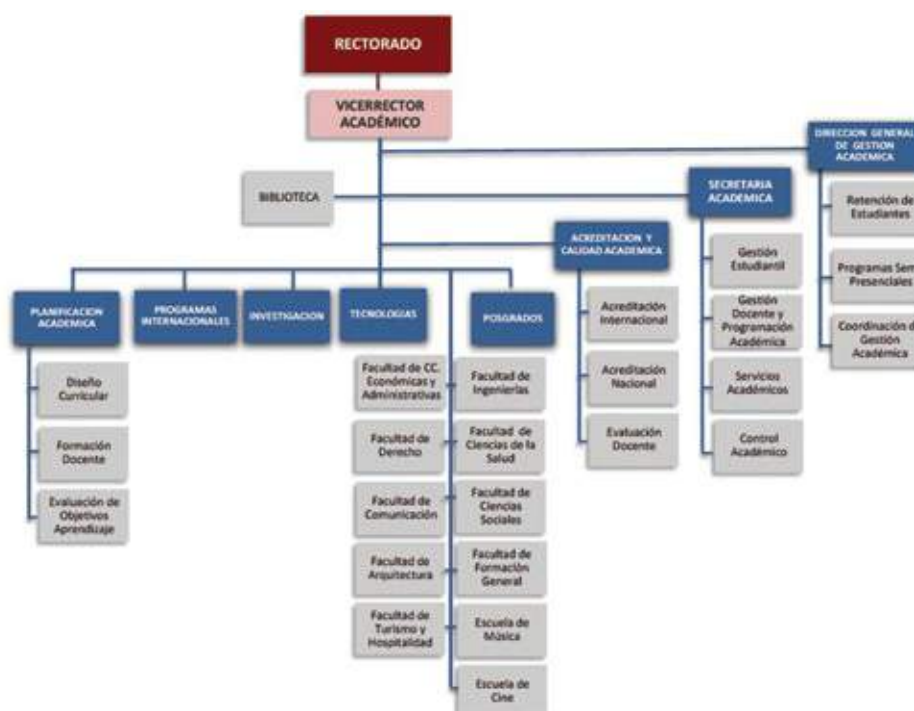 RECTORADO
VICERRECTOR
ACADÉMICO
DIRECCION GENERAL
DE GESTION
ACADEMICA
BIBLIOTECA
SECRETARIA
ACADEMICA
Retención de
Estudiantes
ACREDITACION Y
CALIDAD ACADEMICA
Gestión
Estudiantil
Programas Sem
Presenciales
PLANIFICACION
ACADEMICA
PROGRAMAS
INTERNACIONALES
INVESTIGACION
TECNOLOGIAS
POSGRADOS
Acreditación
Internacional
Gestión
Docente y
Programación
Académica
Coordinación d
Gestión
Académica
Diseño
Curricular
Facultad de CC.
Económicas y
Administrativas
Facultad de
Ingenierías
Acreditación
Nacional
Servicios
Académicos
Formación
Docente
Facultad de
Derecho
Facultad de
Ciencias de la
Salud
Evaluación
Docente
Control
Académico
Evaluación de
Objetivos
Aprendizaje
Facultad de
Comunicación
Facultad de
Ciencias
Sociales
Facultad de
Arquitectura
Facultad de
Formación
General
Facultad de
Turismo y
Hospitalidad
Escuela de
Música
Escuela de
Cine